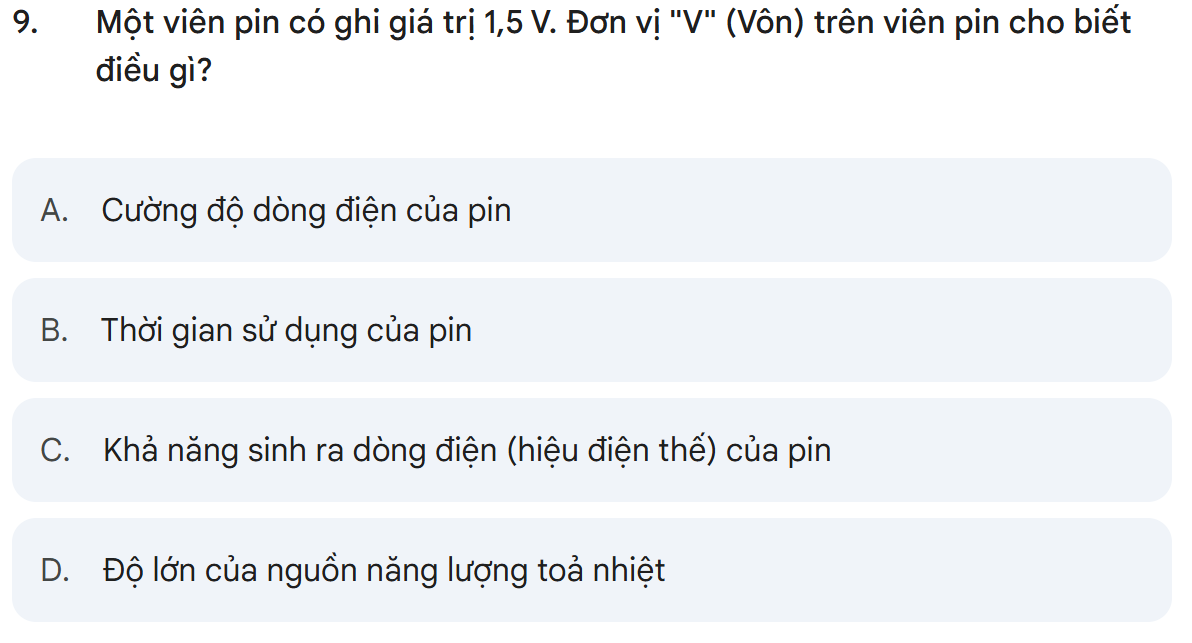 9. Một viên pin có ghi giá trị 1,5 V. Đơn vị "V" (Vôn) trên viên pin cho biết
điều gì?
A. Cường độ dòng điện của pin
B. Thời gian sử dụng của pin
C. Khả năng sinh ra dòng điện (hiệu điện thế) của pin
D. Độ lớn của nguồn năng lượng toả nhiệt